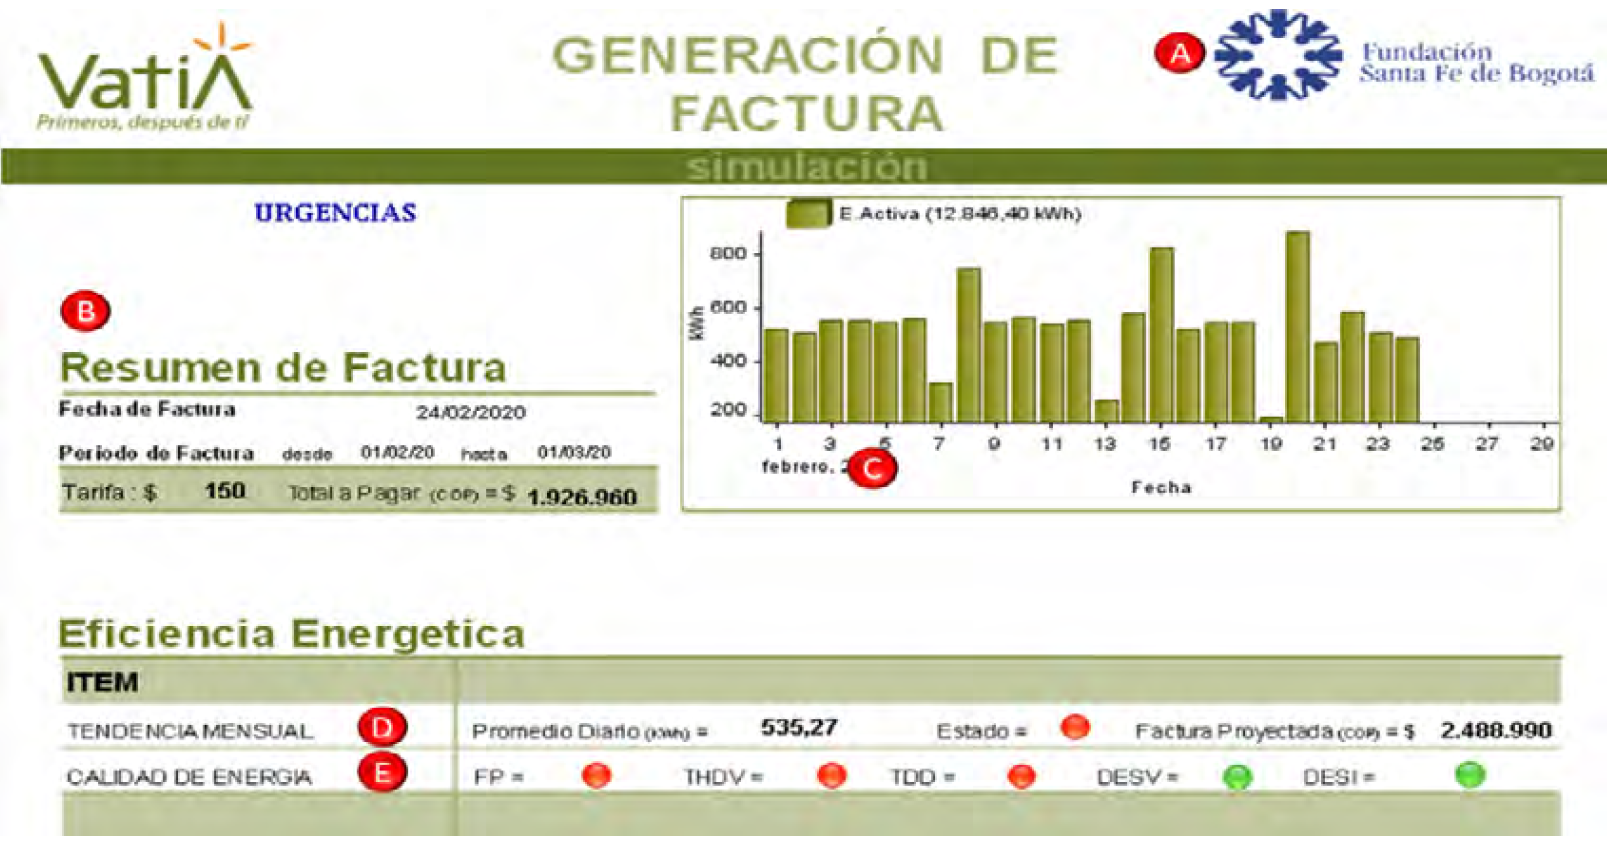 VatiA
Primeros, después de tí
GENERACIÓN DE
FACTURA
A
Fundación
Santa Fe de Bogotá
simulación
URGENCIAS
B
Resumen de Factura
Fecha de Factura 24/02/2020
Periodo de Factura desde 01/02/20 hasta 01/03/20
Tarifa : $ 150 Total a Pagar (COP) = $ 1.926.960
E.Activa (12.846,40 kWh)
kWh
800
600
400
200
1 3 5 7 9 11 13 15 17 19 21 23 25 27 29
febrero, 2
C
Fecha
Eficiencia Energetica
ITEM
TENDENCIA MENSUAL D Promedio Diario (kWh) = 535,27 Estado = Factura Proyectada (COP) = $ 2.488.990
CALIDAD DE ENERGIA E FP = THDV = TDD = DESV = DESI =